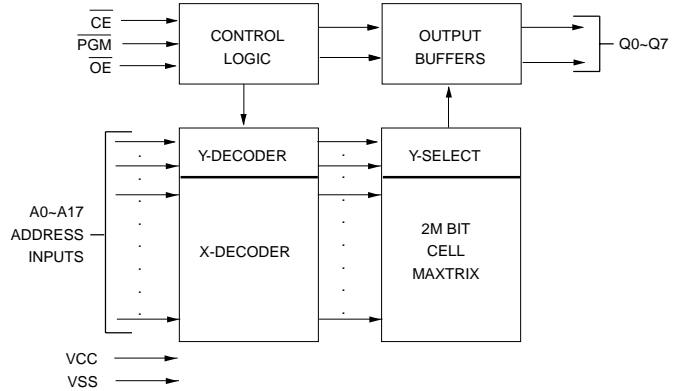 CE
PGM
OE
CONTROL
LOGIC
OUTPUT
BUFFERS
Q0~Q7
Y-DECODER
Y-SELECT
A0~A17
ADDRESS
INPUTS
X-DECODER
2M BIT
CELL
MAXTRIX
VCC
VSS